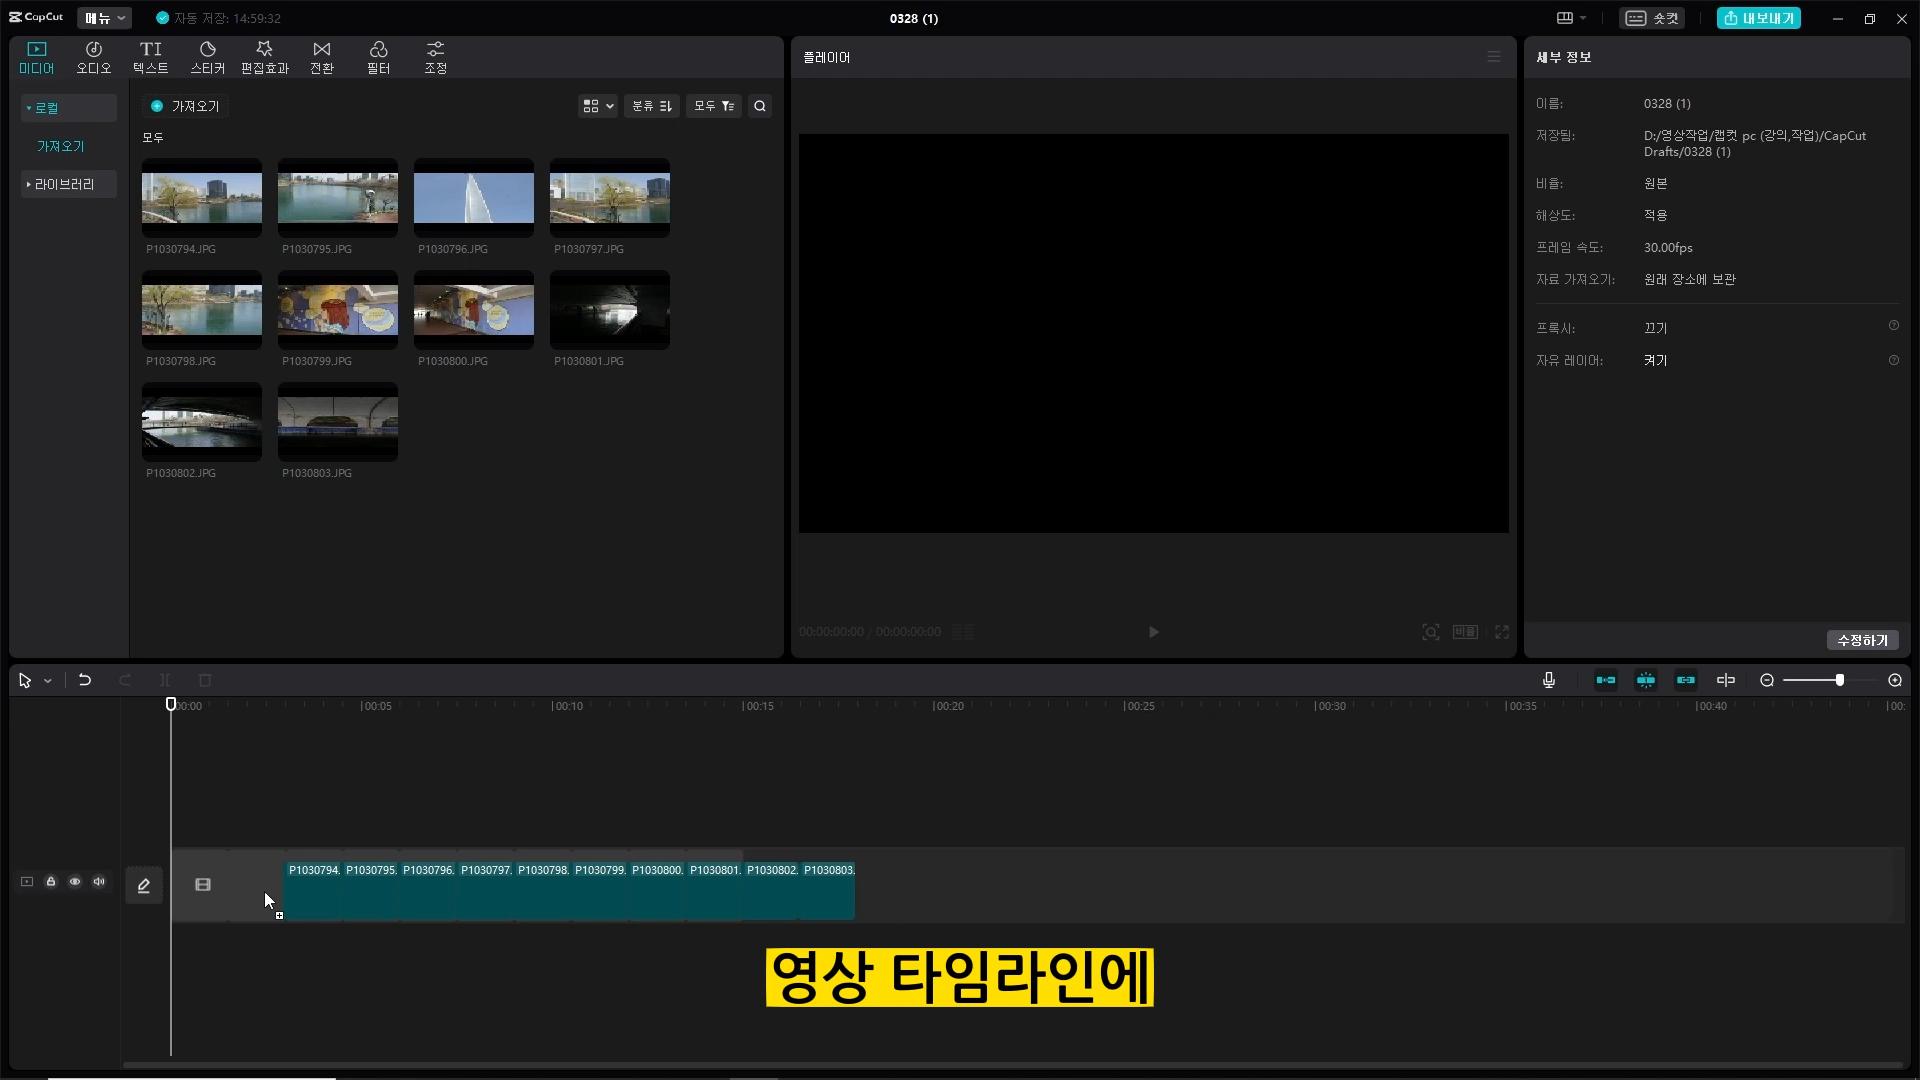 CapCut 메뉴 자동 저장: 14:59:32 0328 (1) 숏컷 내보내기
미디어 오디오 텍스트 스티커 편집효과 전환 필터 조정
로컬
가져오기
라이브러리
가져오기 분류 모두
모두
P1030794.JPG P1030795.JPG P1030796.JPG P1030797.JPG
P1030798.JPG P1030799.JPG P1030800.JPG P1030801.JPG
P1030802.JPG P1030803.JPG
플레이어
00:00:00:00 / 00:00:00:00 비율
세부 정보
이름: 0328 (1)
저장됨: D:/영상작업/캡컷 pc (강의,작업)/CapCut
Drafts/0328 (1)
비율: 원본
해상도: 적용
프레임 속도: 30.00fps
자료 가져오기: 원래 장소에 보관
프록시: 끄기
자유 레이어: 켜기
수정하기
00:00 00:05 00:10 00:15 00:20 00:25 00:30 00:35 00:40 00:
P1030794. P1030795. P1030796. P1030797. P1030798. P1030799. P1030800. P1030801. P1030802. P1030803.
영상 타임라인에